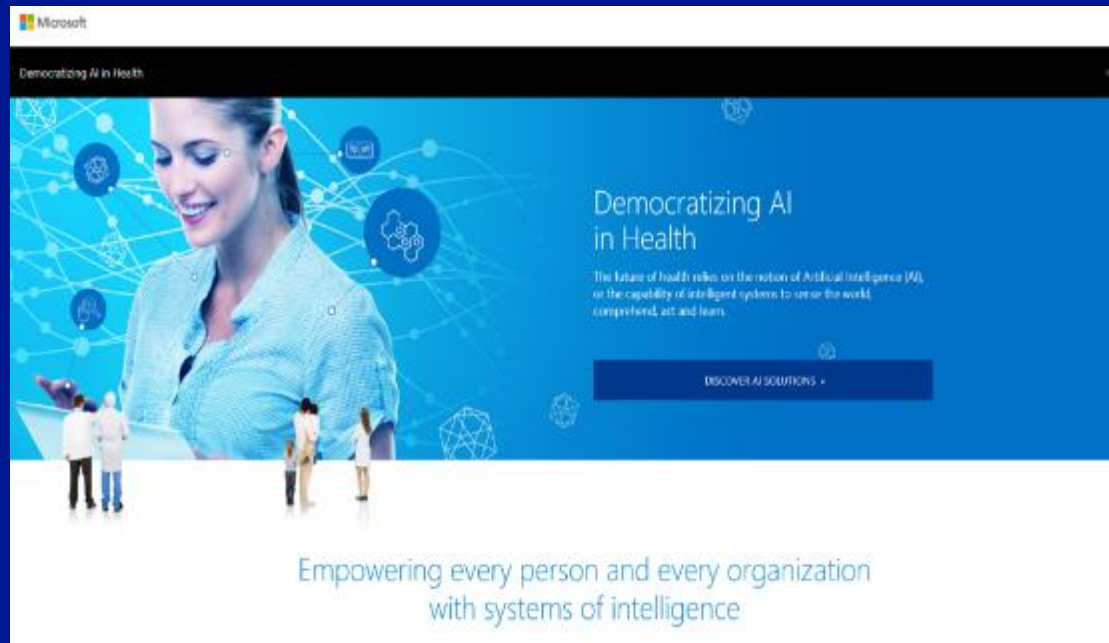 Microsoft
Democratizing AI in Health
Democratizing AI
in Health
The future of health relies on the notion of Artificial Intelligence (AI),
or the capability of intelligent systems to sense the world,
comprehend, act and learn.
DISCOVER AI SOLUTIONS
Empowering every person and every organization
with systems of intelligence